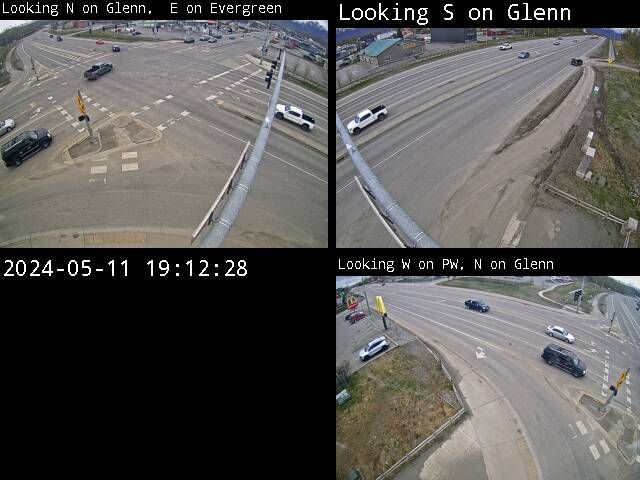 Looking N on Glenn,  E on Evergreen
Looking S on Glenn
2024-05-11 19:12:28
Looking W on PW, N on Glenn